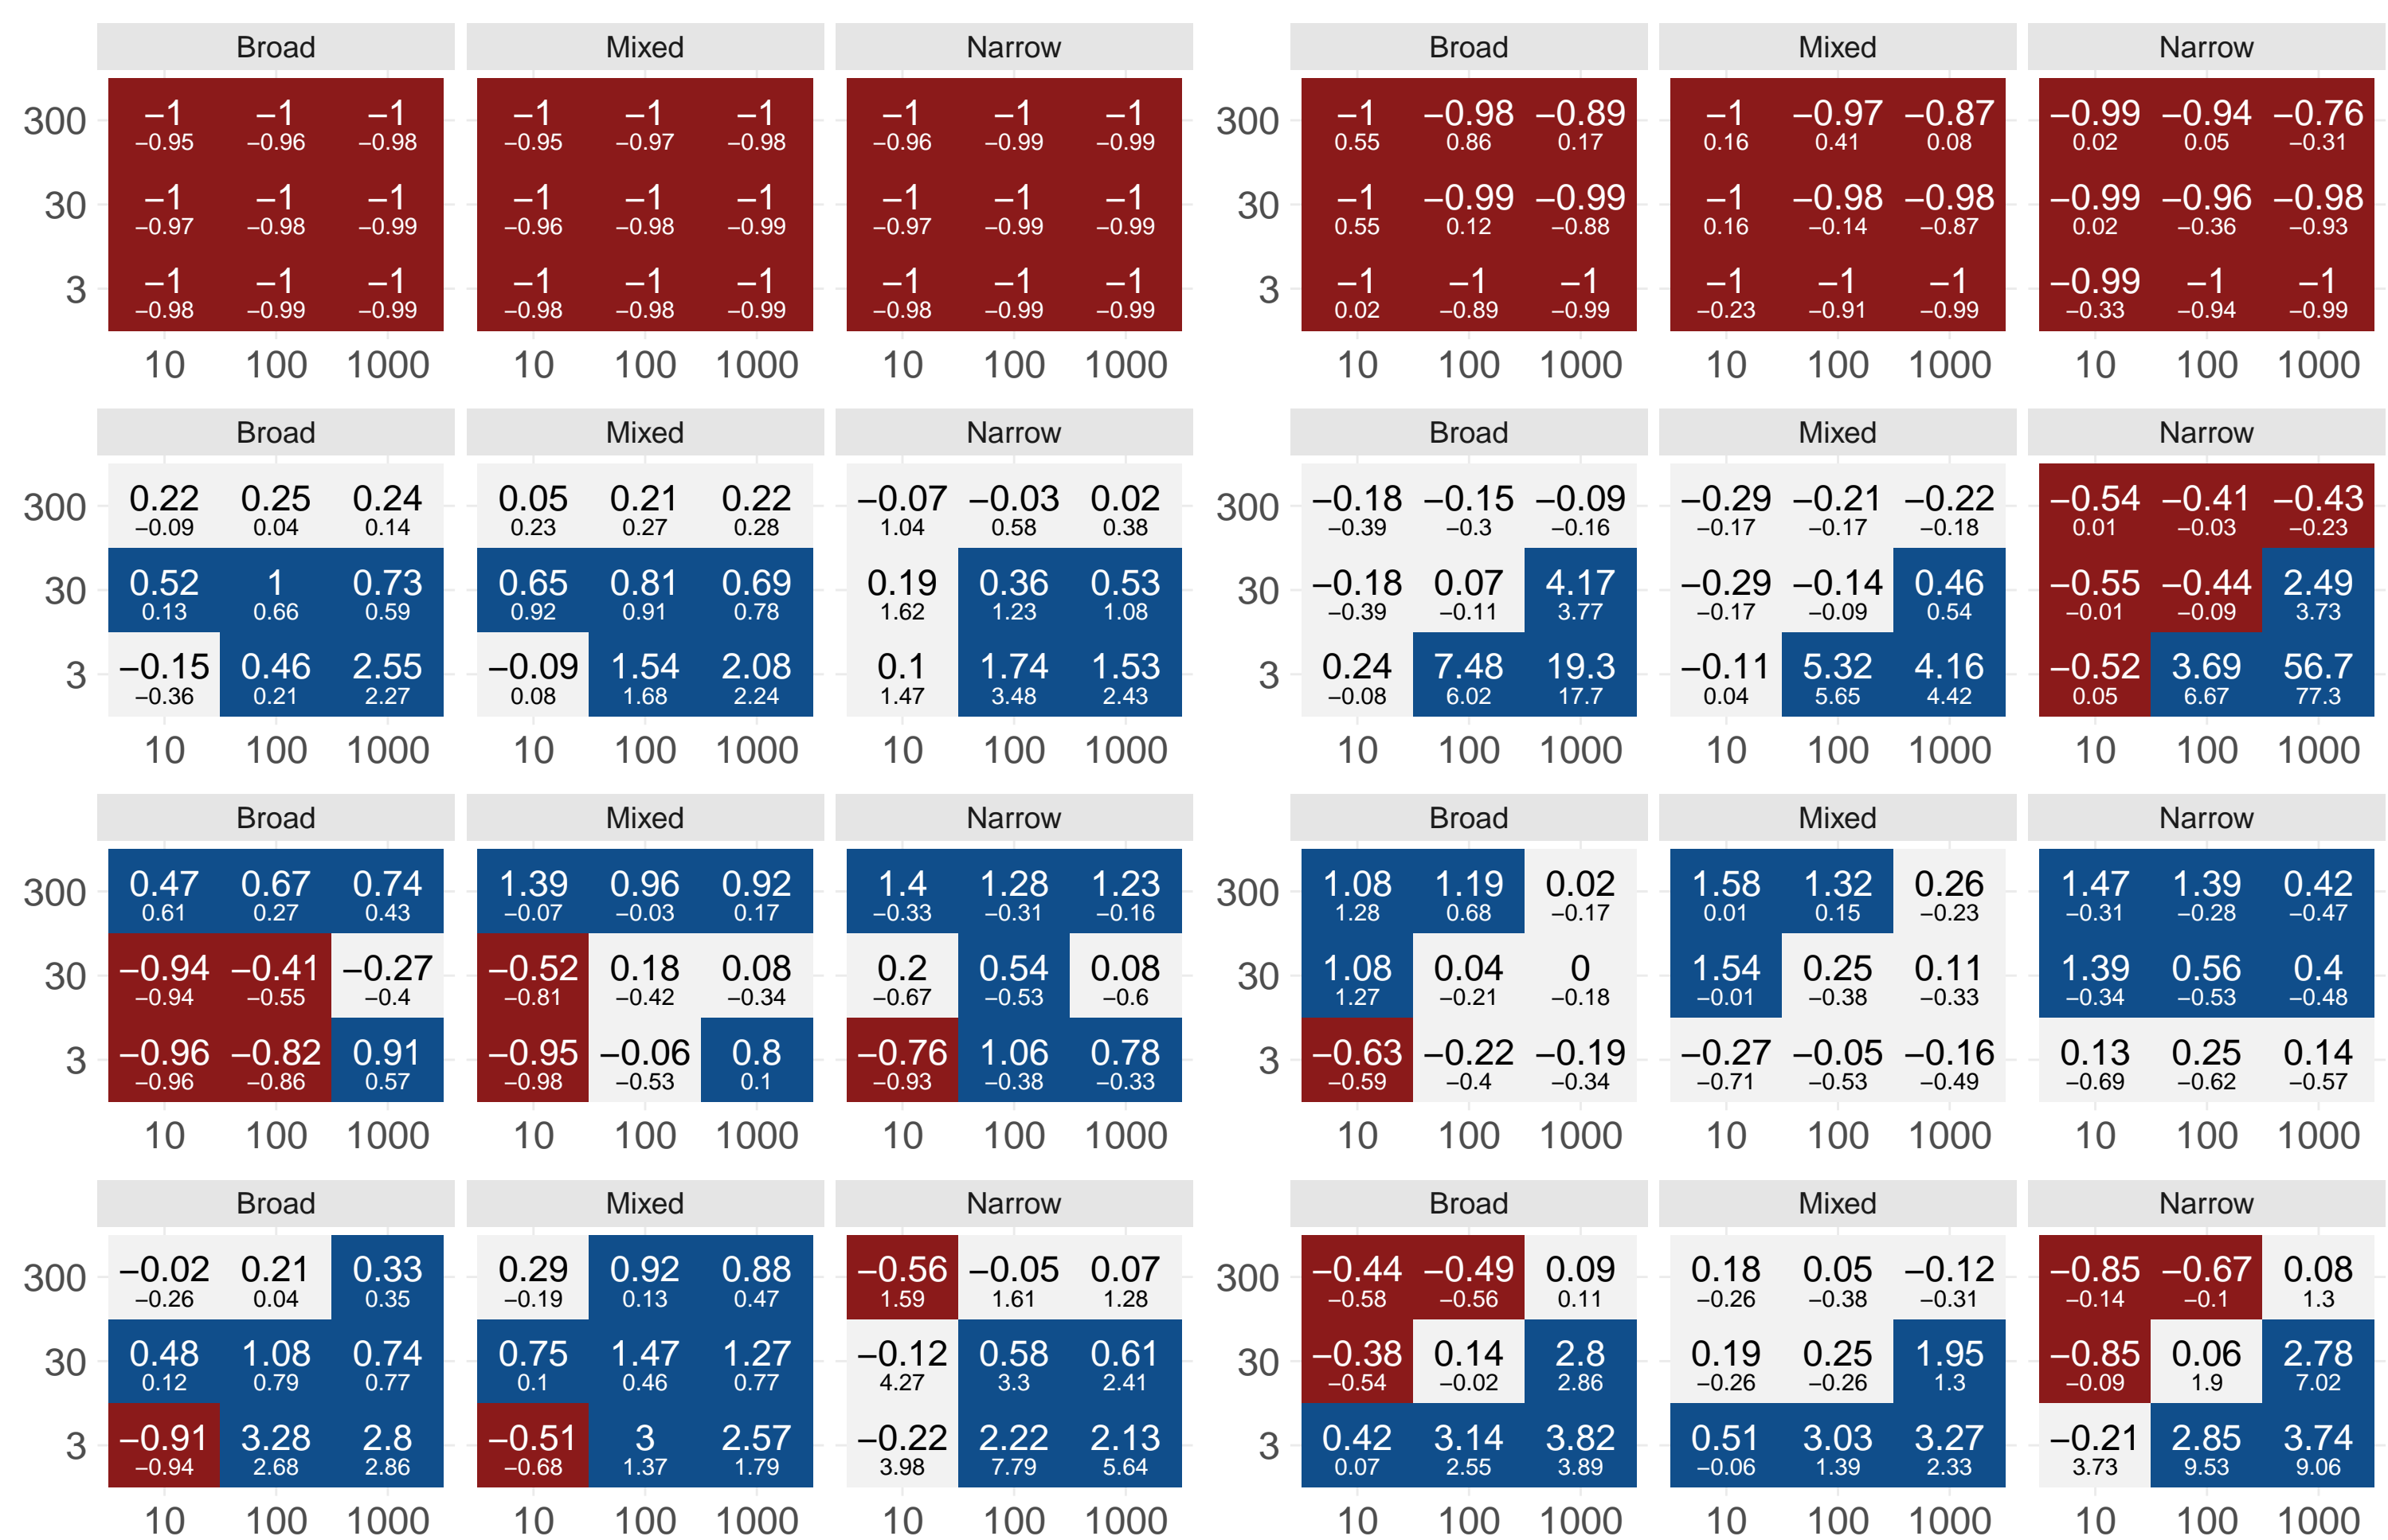 Broad Mixed Narrow Broad Mixed Narrow
300 −1 −1 −1 −1 −1 −1 −1 −1 −1 300 −1 −0.98 −0.89 −1 −0.97 −0.87 −0.99 −0.94 −0.76
−0.95 −0.96 −0.98 −0.95 −0.97 −0.98 −0.96 −0.99 −0.99 0.55 0.86 0.17 0.16 0.41 0.08 0.02 0.05 −0.31
30 −1 −1 −1 −1 −1 −1 −1 −1 −1 30 −1 −0.99 −0.99 −1 −0.98 −0.98 −0.99 −0.96 −0.98
−0.97 −0.98 −0.99 −0.96 −0.98 −0.99 −0.97 −0.99 −0.99 0.55 0.12 −0.88 0.16 −0.14 −0.87 0.02 −0.36 −0.93
3 −1 −1 −1 −1 −1 −1 −1 −1 −1 3 −1 −1 −1 −1 −1 −1 −0.99 −1 −1
−0.98 −0.99 −0.99 −0.98 −0.98 −0.99 −0.98 −0.99 −0.99 0.02 −0.89 −0.99 −0.23 −0.91 −0.99 −0.33 −0.94 −0.99
10 100 1000 10 100 1000 10 100 1000 10 100 1000 10 100 1000 10 100 1000
Broad Mixed Narrow Broad Mixed Narrow
300 0.22 0.25 0.24 0.05 0.21 0.22 −0.07 −0.03 0.02 300 −0.18 −0.15 −0.09 −0.29 −0.21 −0.22 −0.54 −0.41 −0.43
−0.09 0.04 0.14 0.23 0.27 0.28 1.04 0.58 0.38 −0.39 −0.3 −0.16 −0.17 −0.17 −0.18 0.01 −0.03 −0.23
30 0.52 1 0.73 0.65 0.81 0.69 0.19 0.36 0.53 30 −0.18 0.07 4.17 −0.29 −0.14 0.46 −0.55 −0.44 2.49
0.13 0.66 0.59 0.92 0.91 0.78 1.62 1.23 1.08 −0.39 −0.11 3.77 −0.17 −0.09 0.54 −0.01 −0.09 3.73
3 −0.15 0.46 2.55 −0.09 1.54 2.08 0.1 1.74 1.53 3 0.24 7.48 19.3 −0.11 5.32 4.16 −0.52 3.69 56.7
−0.36 0.21 2.27 0.08 1.68 2.24 1.47 3.48 2.43 −0.08 6.02 17.7 0.04 5.65 4.42 0.05 6.67 77.3
10 100 1000 10 100 1000 10 100 1000 10 100 1000 10 100 1000 10 100 1000
Broad Mixed Narrow Broad Mixed Narrow
300 0.47 0.67 0.74 1.39 0.96 0.92 1.4 1.28 1.23 300 1.08 1.19 0.02 1.58 1.32 0.26 1.47 1.39 0.42
0.61 0.27 0.43 −0.07 −0.03 0.17 −0.33 −0.31 −0.16 1.28 0.68 −0.17 0.01 0.15 −0.23 −0.31 −0.28 −0.47
30 −0.94 −0.41 −0.27 −0.52 0.18 0.08 0.2 0.54 0.08 30 1.08 0.04 0 1.54 0.25 0.11 1.39 0.56 0.4
−0.94 −0.55 −0.4 −0.81 −0.42 −0.34 −0.67 −0.53 −0.6 1.27 −0.21 −0.18 −0.01 −0.38 −0.33 −0.34 −0.53 −0.48
3 −0.96 −0.82 0.91 −0.95 −0.06 0.8 −0.76 1.06 0.78 3 −0.63 −0.22 −0.19 −0.27 −0.05 −0.16 0.13 0.25 0.14
−0.96 −0.86 0.57 −0.98 −0.53 0.1 −0.93 −0.38 −0.33 −0.59 −0.4 −0.34 −0.71 −0.53 −0.49 −0.69 −0.62 −0.57
10 100 1000 10 100 1000 10 100 1000 10 100 1000 10 100 1000 10 100 1000
Broad Mixed Narrow Broad Mixed Narrow
300 −0.02 0.21 0.33 0.29 0.92 0.88 −0.56 −0.05 0.07 300 −0.44 −0.49 0.09 0.18 0.05 −0.12 −0.85 −0.67 0.08
−0.26 0.04 0.35 −0.19 0.13 0.47 1.59 1.61 1.28 −0.58 −0.56 0.11 −0.26 −0.38 −0.31 −0.14 −0.1 1.3
30 0.48 1.08 0.74 0.75 1.47 1.27 −0.12 0.58 0.61 30 −0.38 0.14 2.8 0.19 0.25 1.95 −0.85 0.06 2.78
0.12 0.79 0.77 0.1 0.46 0.77 4.27 3.3 2.41 −0.54 −0.02 2.86 −0.26 −0.26 1.3 −0.09 1.9 7.02
3 −0.91 3.28 2.8 −0.51 3 2.57 −0.22 2.22 2.13 3 0.42 3.14 3.82 0.51 3.03 3.27 −0.21 2.85 3.74
−0.94 2.68 2.86 −0.68 1.37 1.79 3.98 7.79 5.64 0.07 2.55 3.89 −0.06 1.39 2.33 3.73 9.53 9.06
10 100 1000 10 100 1000 10 100 1000 10 100 1000 10 100 1000 10 100 1000